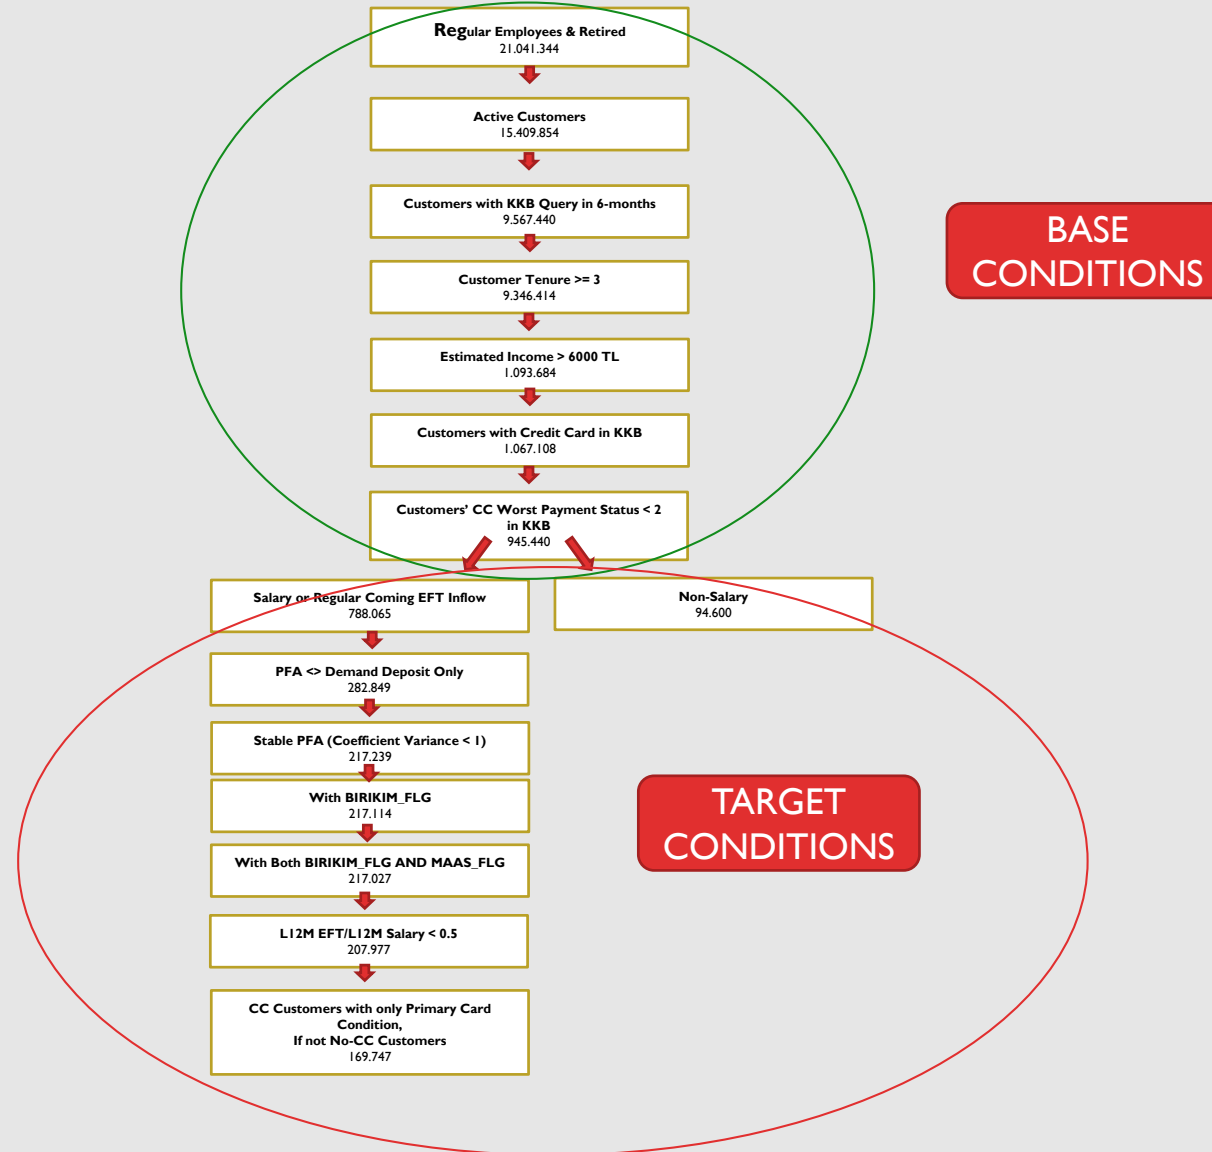 Regular Employees & Retired
21.041.344
Active Customers
15.409.854
Customers with KKB Query in 6-months
9.567.440
Customer Tenure >= 3
9.346.414
Estimated Income > 6000 TL
1.093.684
Customers with Credit Card in KKB
1.067.108
Customers' CC Worst Payment Status < 2
in KKB
945.440
BASE
CONDITIONS
Salary or Regular Coming EFT Inflow
788.065
Non-Salary
94.600
PFA <> Demand Deposit Only
282.849
Stable PFA (Coefficient Variance < 1)
217.239
With BIRIKIM_FLG
217.114
With Both BIRIKIM_FLG AND MAAS_FLG
217.027
L12M EFT/L12M Salary < 0.5
207.977
CC Customers with only Primary Card
Condition,
If not No-CC Customers
169.747
TARGET
CONDITIONS